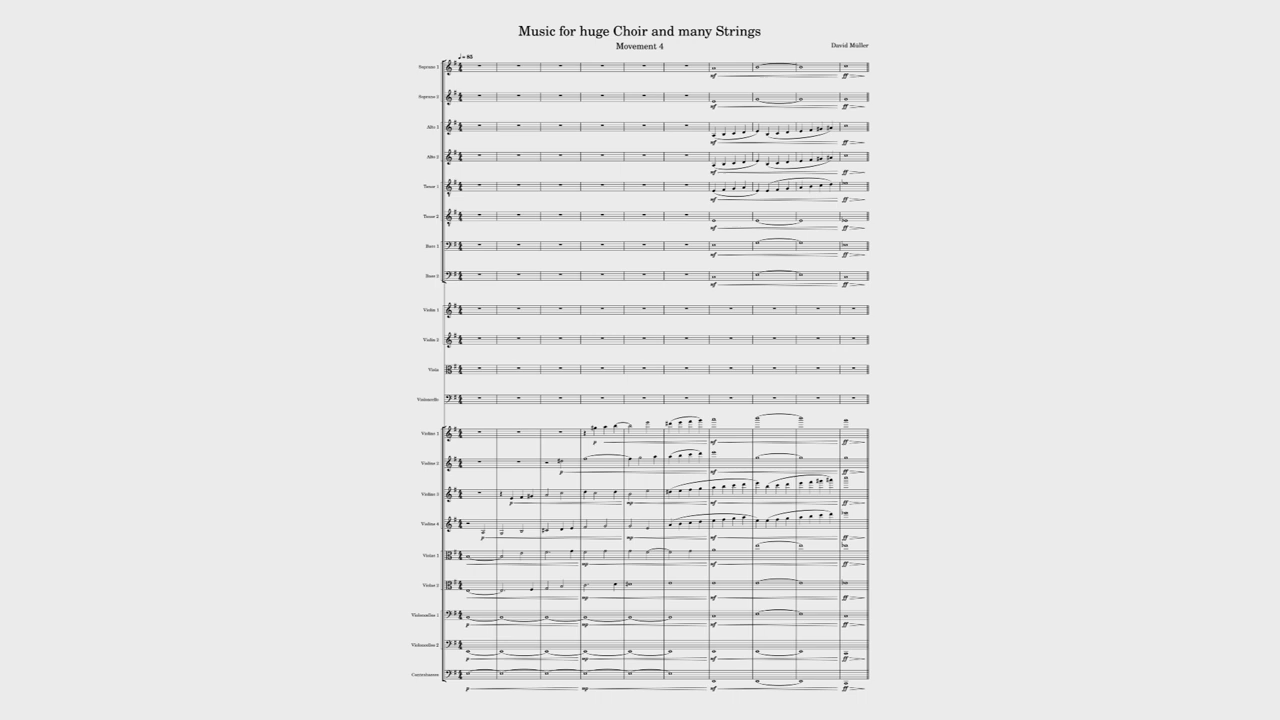 Music for huge Choir and many Strings
Movement 4
David Müller
♩ = 85
Soprano 1
Soprano 2
Alto 1
Alto 2
Tenor 1
Tenor 2
Bass 1
Bass 2
Violin 1
Violin 2
Viola
Violoncello
Violins 1
Violins 2
Violins 3
Violins 4
Violas 1
Violas 2
Violoncellos 1
Violoncellos 2
Contrabasses